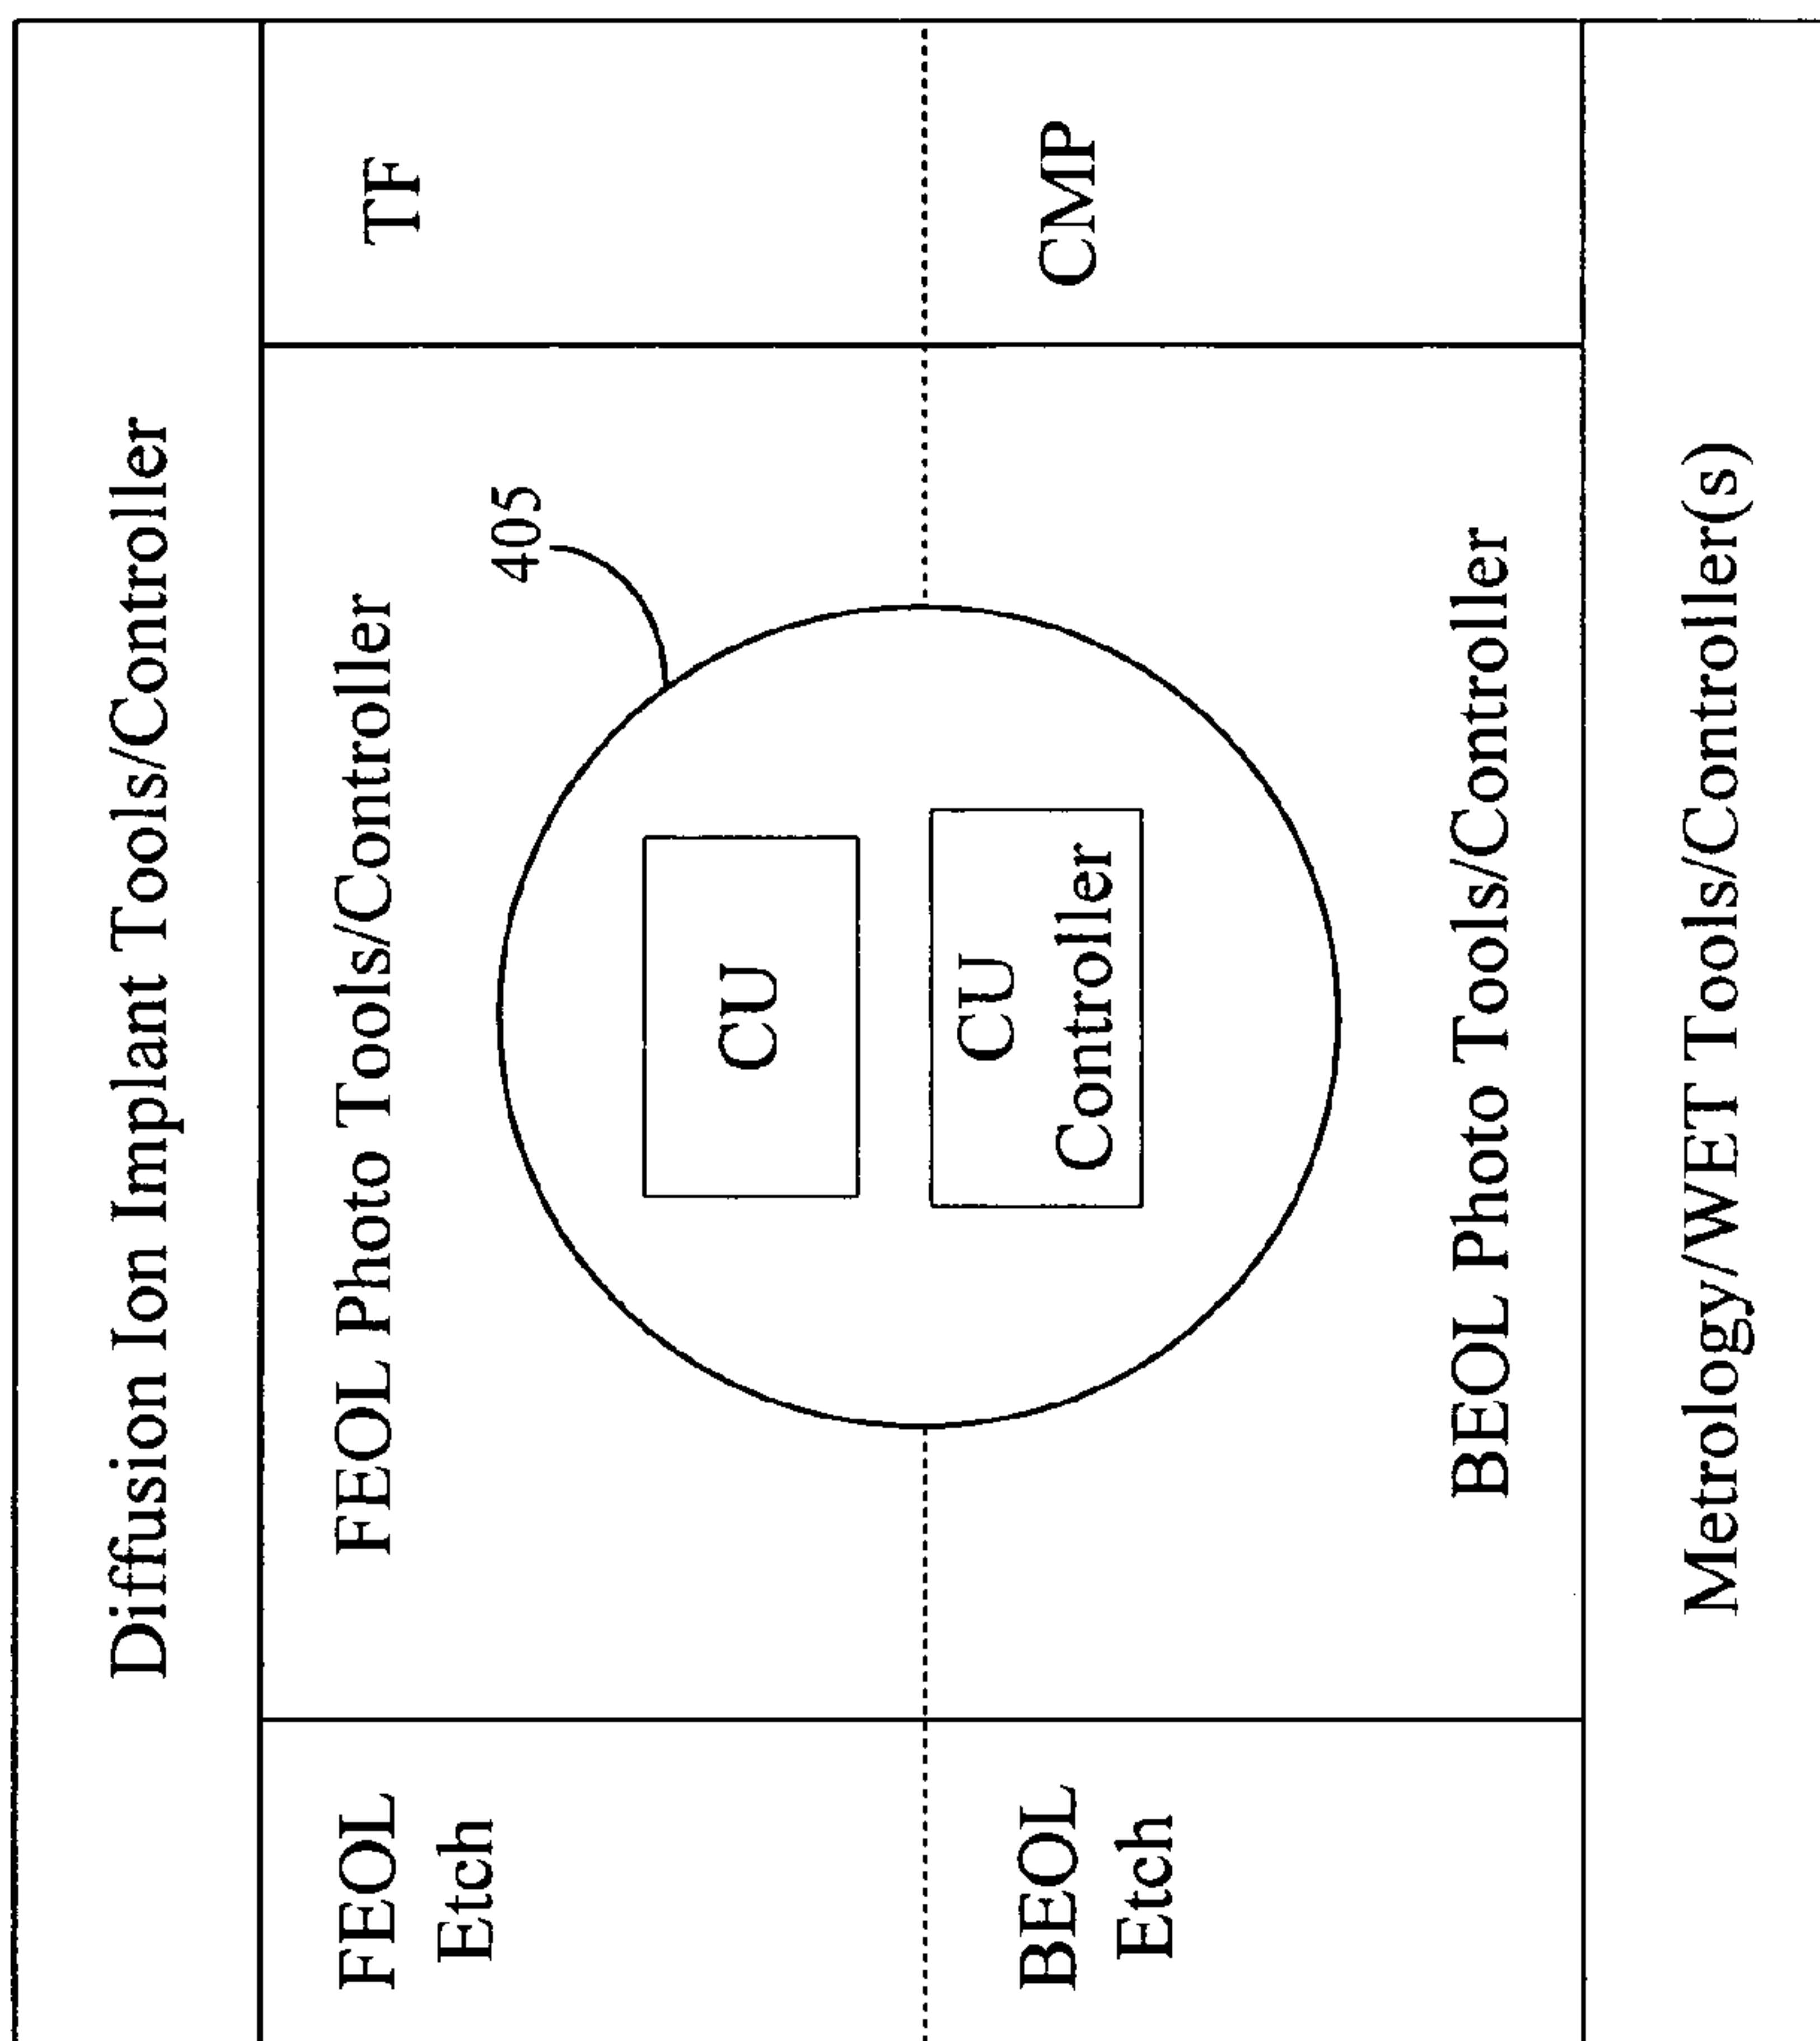 Diffusion Ion Implant Tools/Controller
FEOL
Etch
FEOL Photo Tools/Controller
TF
405
CU
CU
Controller
BEOL
Etch
BEOL Photo Tools/Controller
CMP
Metrology/WET Tools/Controller(s)